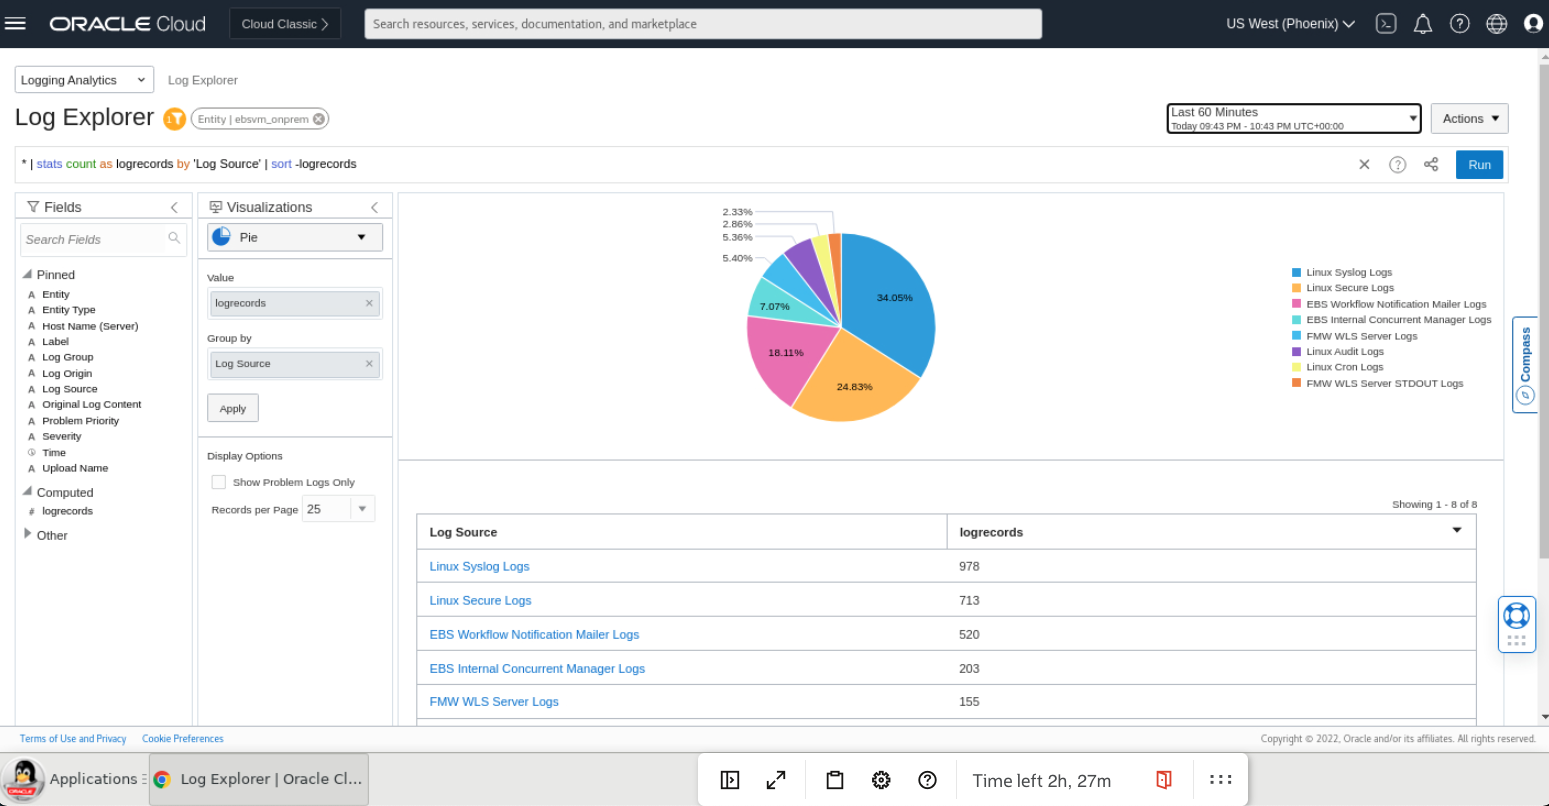 ORACLE Cloud
Cloud Classic
Search resources, services, documentation, and marketplace
US West (Phoenix)
Logging Analytics
Log Explorer
Log Explorer
1
Entity | ebsvm_onprem
Last 60 Minutes
Today 09:43 PM - 10:43 PM UTC+00:00
Actions
* | stats count as logrecords by 'Log Source' | sort -logrecords
Run
Fields
Search Fields
Pinned
A Entity
A Entity Type
A Host Name (Server)
A Label
A Log Group
A Log Origin
A Log Source
A Original Log Content
A Problem Priority
A Severity
Time
A Upload Name
Computed
# logrecords
Other
Visualizations
Pie
Value
logrecords
Group by
Log Source
Apply
Display Options
Show Problem Logs Only
Records per Page 25
2.33%
2.86%
5.36%
5.40%
7.07%
18.11%
24.83%
34.05%
Linux Syslog Logs
Linux Secure Logs
EBS Workflow Notification Mailer Logs
EBS Internal Concurrent Manager Logs
FMW WLS Server Logs
Linux Audit Logs
Linux Cron Logs
FMW WLS Server STDOUT Logs
Compass
Showing 1 - 8 of 8
Log Source logrecords
Linux Syslog Logs 978
Linux Secure Logs 713
EBS Workflow Notification Mailer Logs 520
EBS Internal Concurrent Manager Logs 203
FMW WLS Server Logs 155
Terms of Use and Privacy Cookie Preferences
Copyright © 2022, Oracle and/or its affiliates. All rights reserved.
ORACLE
Applications
Log Explorer | Oracle Cl...
Time left 2h, 27m